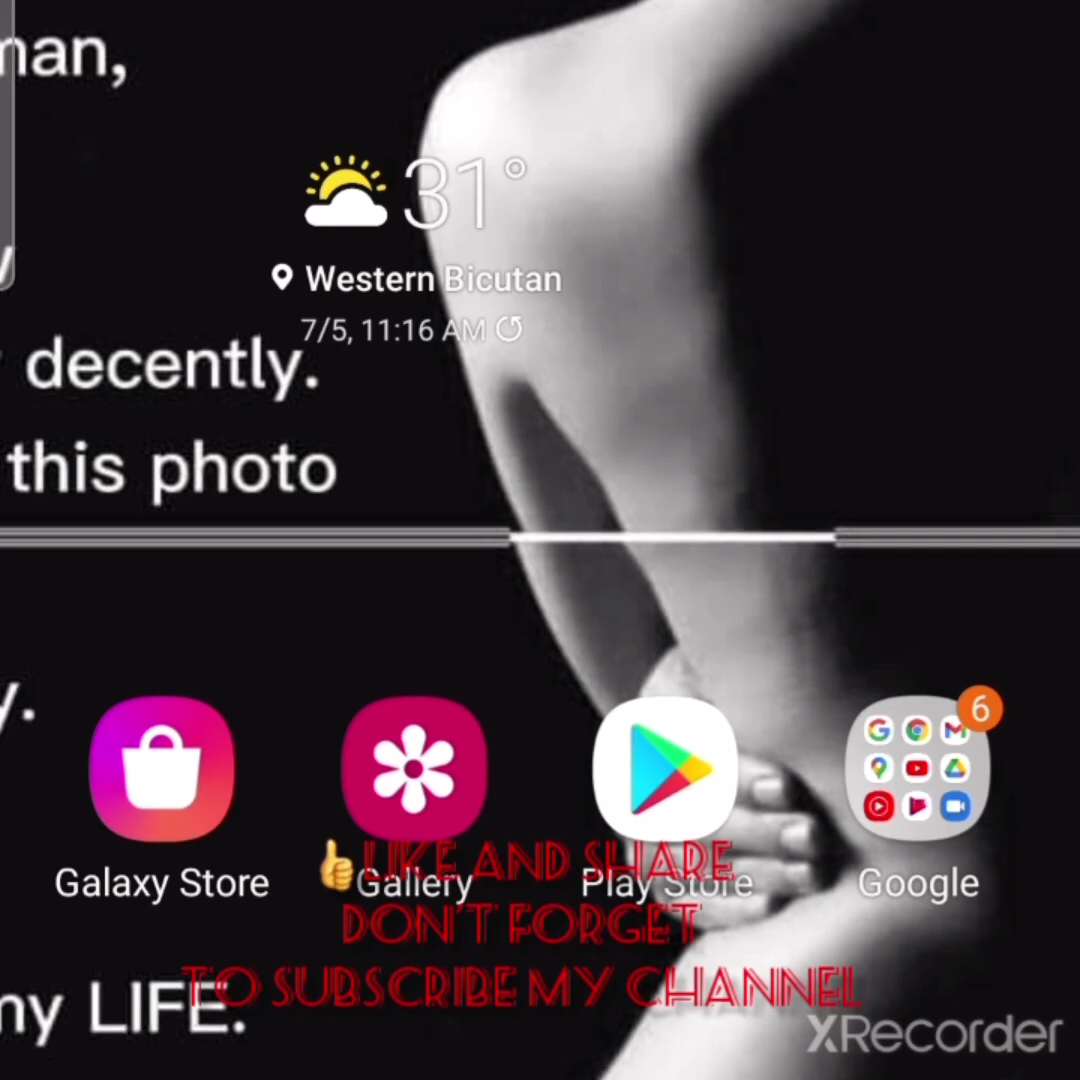 man,
31°
Western Bicutan
7/5, 11:16 AM
decently.
this photo
y.
6
Galaxy Store
Gallery
Play Store
Google
👍LIKE AND SHARE
DON'T FORGET
TO SUBSCRIBE MY CHANNEL
my LIFE.
XRecorder